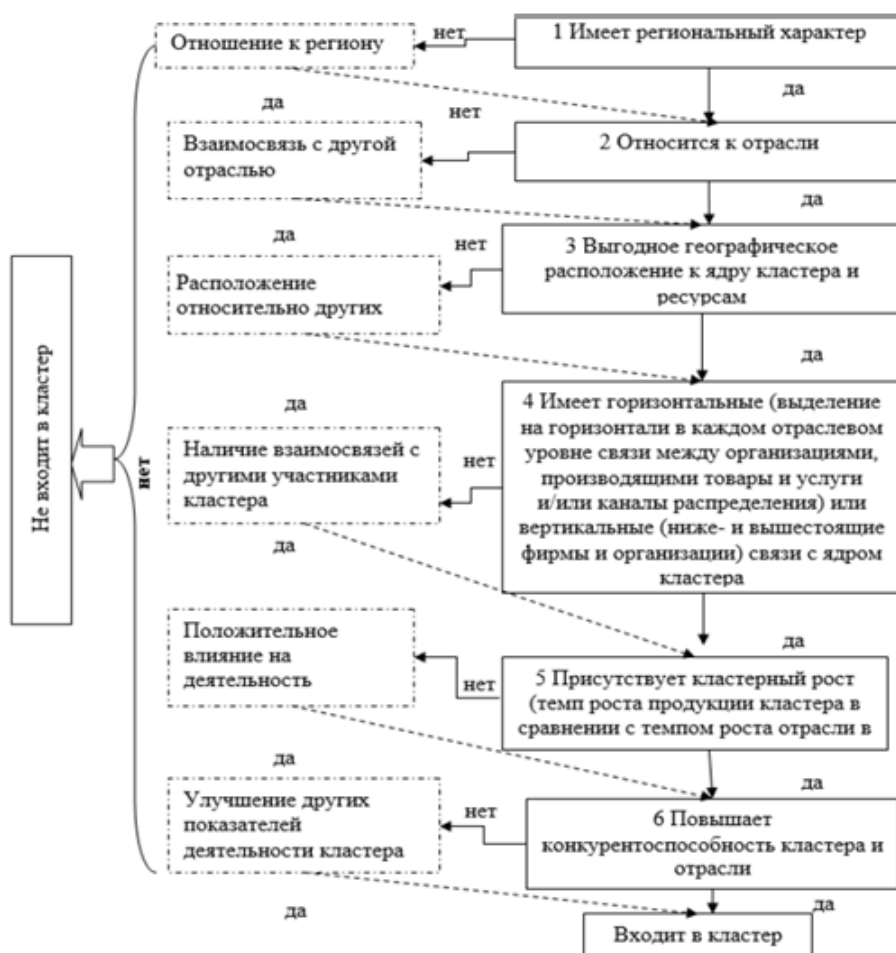 Отношение к региону
нет
1 Имеет региональный характер
да
да
нет
Взаимосвязь с другой
отраслью
2 Относится к отрасли
да
да
нет
Расположение
относительно других
3 Выгодное географическое
расположение к ядру кластера и
ресурсам
да
да
Не входит в кластер
нет
Наличие взаимосвязей с
другими участниками
кластера
нет
4 Имеет горизонтальные (выделение
на горизонтали в каждом отраслевом
уровне связи между организациями,
производящими товары и услуги
и/или каналы распределения) или
вертикальные (ниже- и вышестоящие
фирмы и организации) связи с ядром
кластера
да
да
Положительное
влияние на
деятельность
нет
5 Присутствует кластерный рост
(темп роста продукции кластера в
сравнении с темпом роста отрасли в
да
да
Улучшение других
показателей
деятельности кластера
нет
6 Повышает
конкурентоспособность кластера и
отрасли
да
да
Входит в кластер